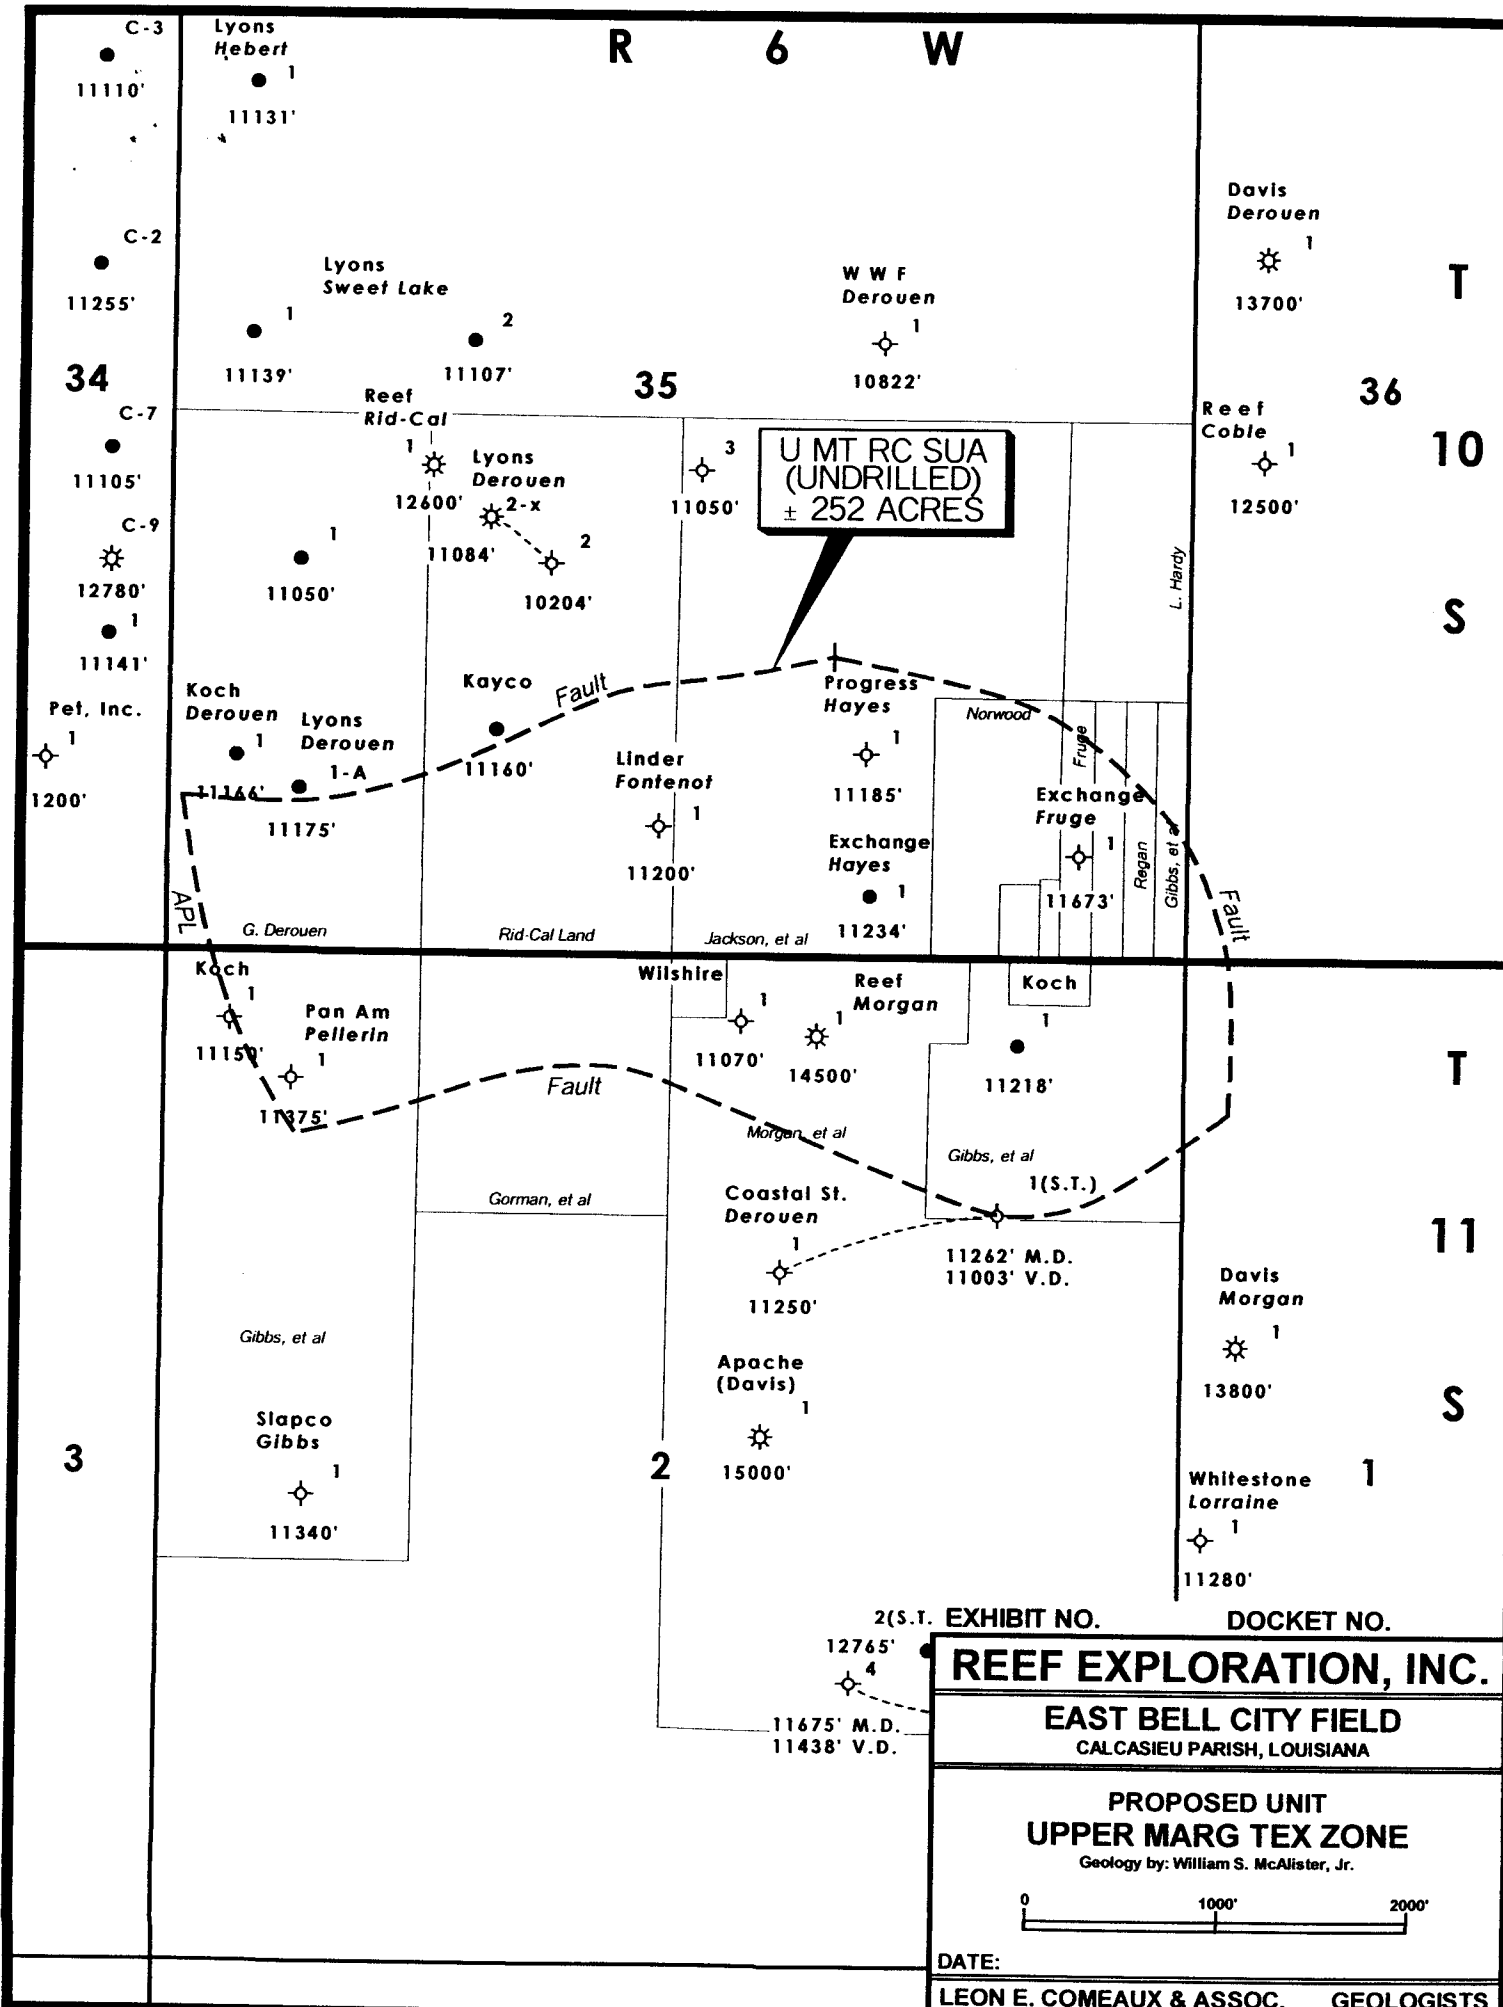 R 6 W
C-3
11110'
Lyons
Hebert
1
11131'
Davis
Derouen
1
13700'
T
C-2
11255'
Lyons
Sweet Lake
1
11139'
2
11107'
W W F
Derouen
1
10822'
34
35
36
C-7
11105'
Reef
Rid-Cal
1
12600'
Lyons
Derouen
2-x
11084'
2
10204'
3
11050'
U MT RC SUA
(UNDRILLED)
± 252 ACRES
Reef
Coble
1
12500'
10
C-9
12780'
1
11050'
L. Hardy
S
1
11141'
Pet, Inc.
1
1200'
Koch
Derouen
1
11166'
Lyons
Derouen
1-A
11175'
Kayco
11160'
Fault
Linder
Fontenot
1
11200'
Progress
Hayes
1
11185'
Norwood
Fruge
Exchange
Fruge
1
11673'
Regan
Gibbs, et al
Exchange
Hayes
1
11234'
Fault
APL
G. Derouen
Rid-Cal Land
Jackson, et al
Koch
1
11150'
Pan Am
Pellerin
1
11375'
Wilshire
1
11070'
Reef
Morgan
1
14500'
Koch
1
11218'
T
Fault
Morgan, et al
Gibbs, et al
Gorman, et al
Coastal St.
Derouen
1
11250'
1(S.T.)
11262' M.D.
11003' V.D.
11
Davis
Morgan
1
13800'
Gibbs, et al
Apache
(Davis)
1
15000'
S
Slapco
Gibbs
1
11340'
3
2
1
Whitestone
Lorraine
1
11280'
2(S.T.
12765'
4
11675' M.D.
11438' V.D.
EXHIBIT NO. DOCKET NO.
REEF EXPLORATION, INC.
EAST BELL CITY FIELD
CALCASIEU PARISH, LOUISIANA
PROPOSED UNIT
UPPER MARG TEX ZONE
Geology by: William S. McAlister, Jr.
0 1000' 2000'
DATE:
LEON E. COMEAUX & ASSOC. GEOLOGISTS